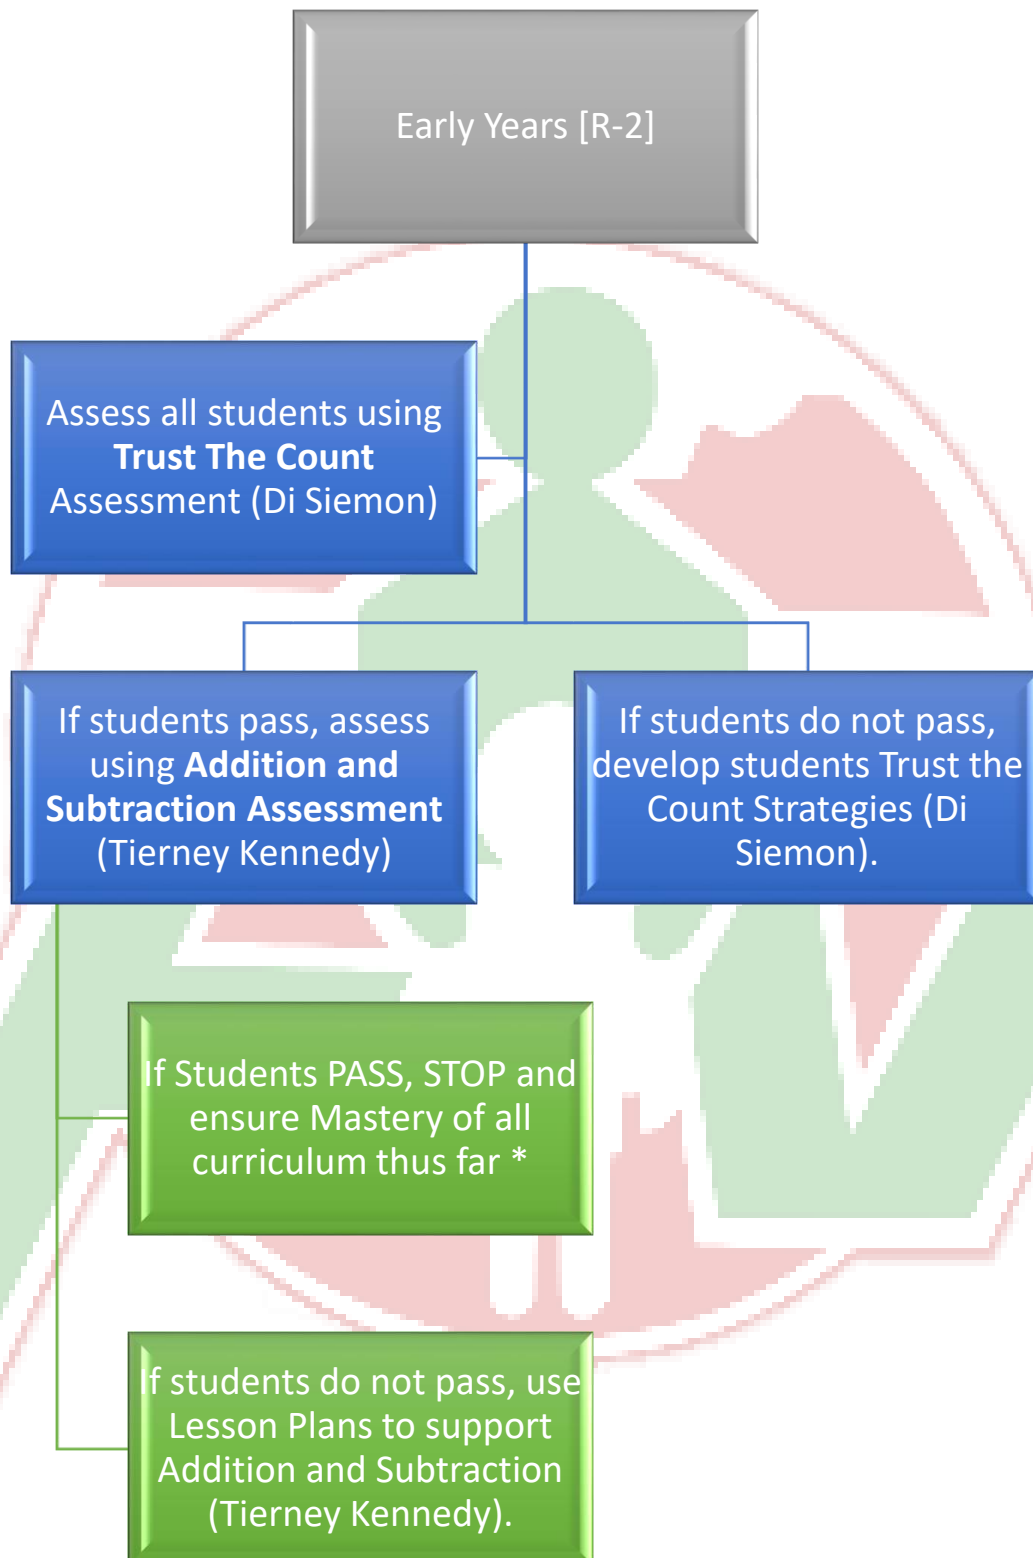 Early Years [R-2]
Assess all students using
Trust The Count
Assessment (Di Siemon)
If students pass, assess
using Addition and
Subtraction Assessment
(Tierney Kennedy)
If students do not pass,
develop students Trust the
Count Strategies (Di
Siemon).
If Students PASS, STOP and
ensure Mastery of all
curriculum thus far *
If students do not pass, use
Lesson Plans to support
Addition and Subtraction
(Tierney Kennedy).